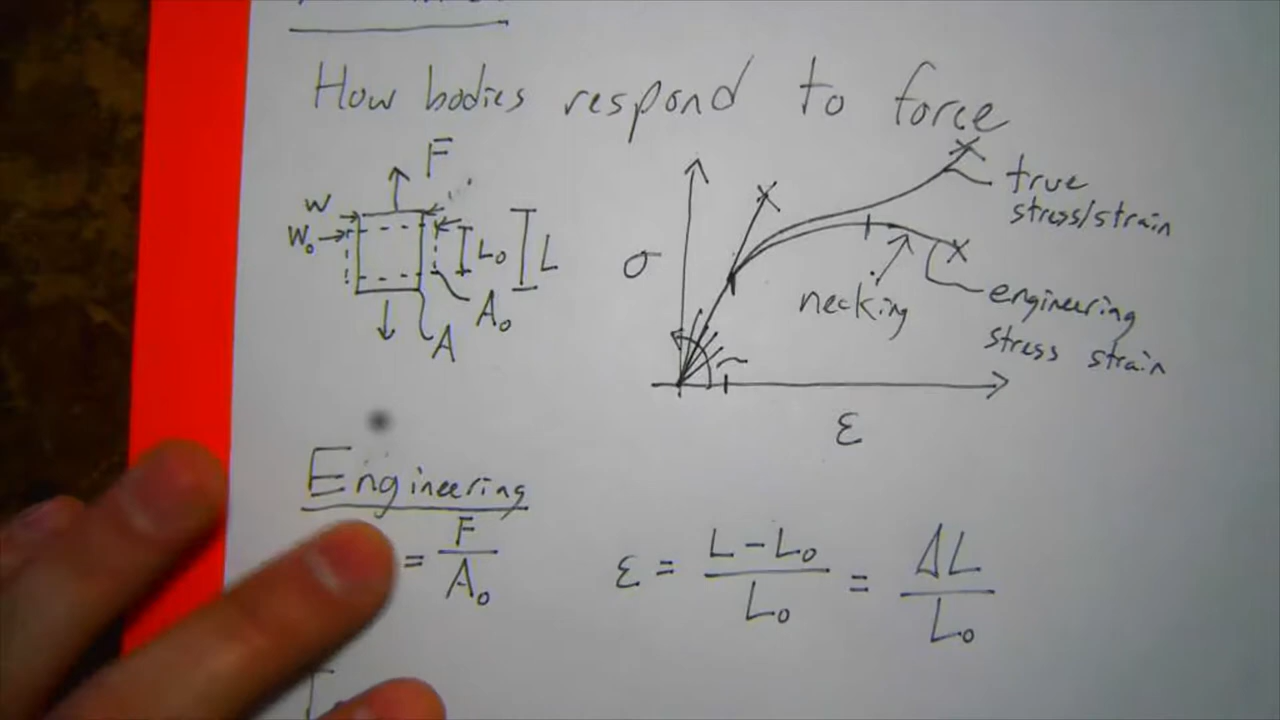 How bodies respond to force
F
w
W₀
L₀
L
A₀
A
σ
true
stress/strain
necking
engineering
stress strain
ε
Engineering
= F/A₀
ε = L-L₀/L₀ = ΔL/L₀